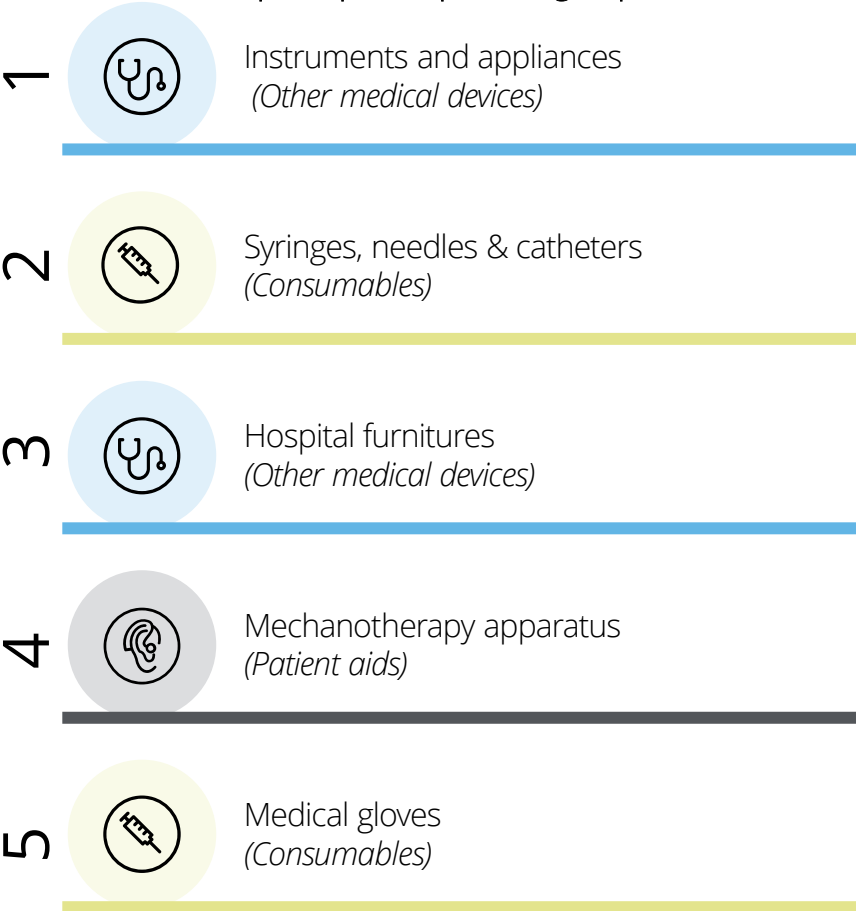 1
Instruments and appliances
(Other medical devices)
2
Syringes, needles & catheters
(Consumables)
3
Hospital furnitures
(Other medical devices)
4
Mechanotherapy apparatus
(Patient aids)
5
Medical gloves
(Consumables)